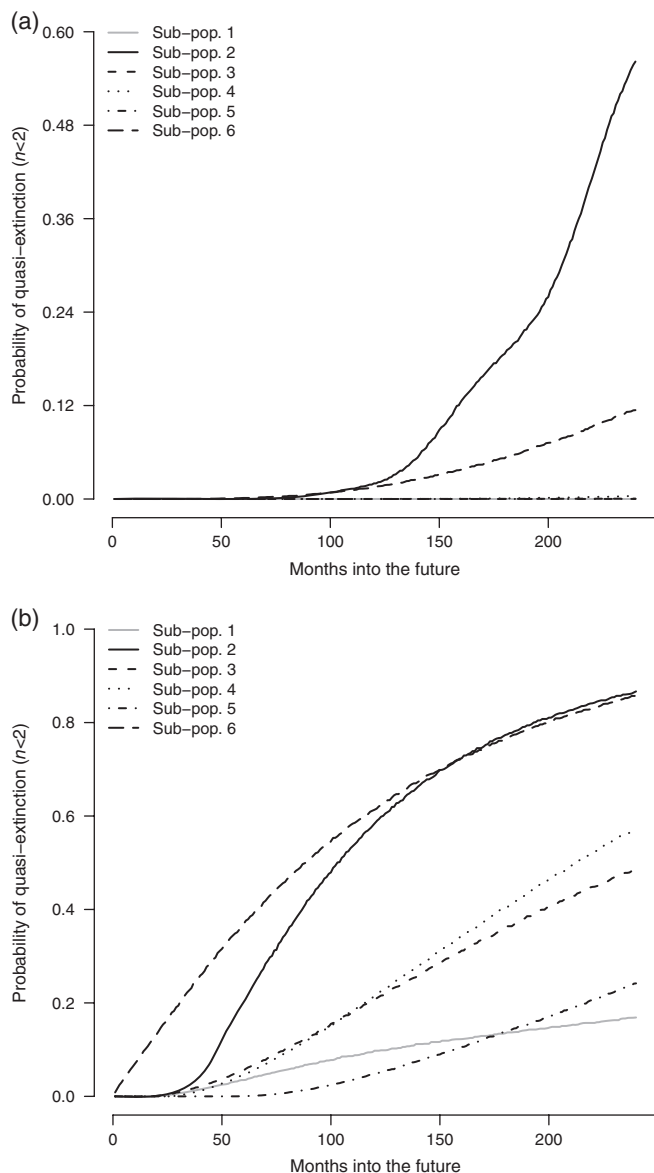 (a)
0.60
0.48
0.36
0.24
0.12
0.00
Probability of quasi−extinction (n<2)
Sub−pop. 1
Sub−pop. 2
Sub−pop. 3
Sub−pop. 4
Sub−pop. 5
Sub−pop. 6
0 50 100 150 200
Months into the future
(b)
1.0
0.8
0.6
0.4
0.2
0.0
Probability of quasi−extinction (n<2)
Sub−pop. 1
Sub−pop. 2
Sub−pop. 3
Sub−pop. 4
Sub−pop. 5
Sub−pop. 6
0 50 100 150 200
Months into the future